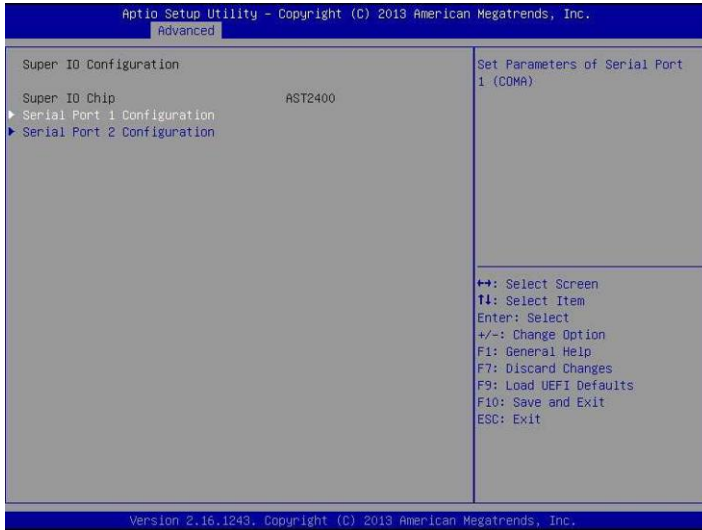 Aptio Setup Utility – Copyright (C) 2013 American Megatrends, Inc.
Advanced
Super IO Configuration
Super IO Chip AST2400
▶ Serial Port 1 Configuration
▶ Serial Port 2 Configuration
Set Parameters of Serial Port
1 (COMA)
↔: Select Screen
↑↓: Select Item
Enter: Select
+/-: Change Option
F1: General Help
F7: Discard Changes
F9: Load UEFI Defaults
F10: Save and Exit
ESC: Exit
Version 2.16.1243. Copyright (C) 2013 American Megatrends, Inc.